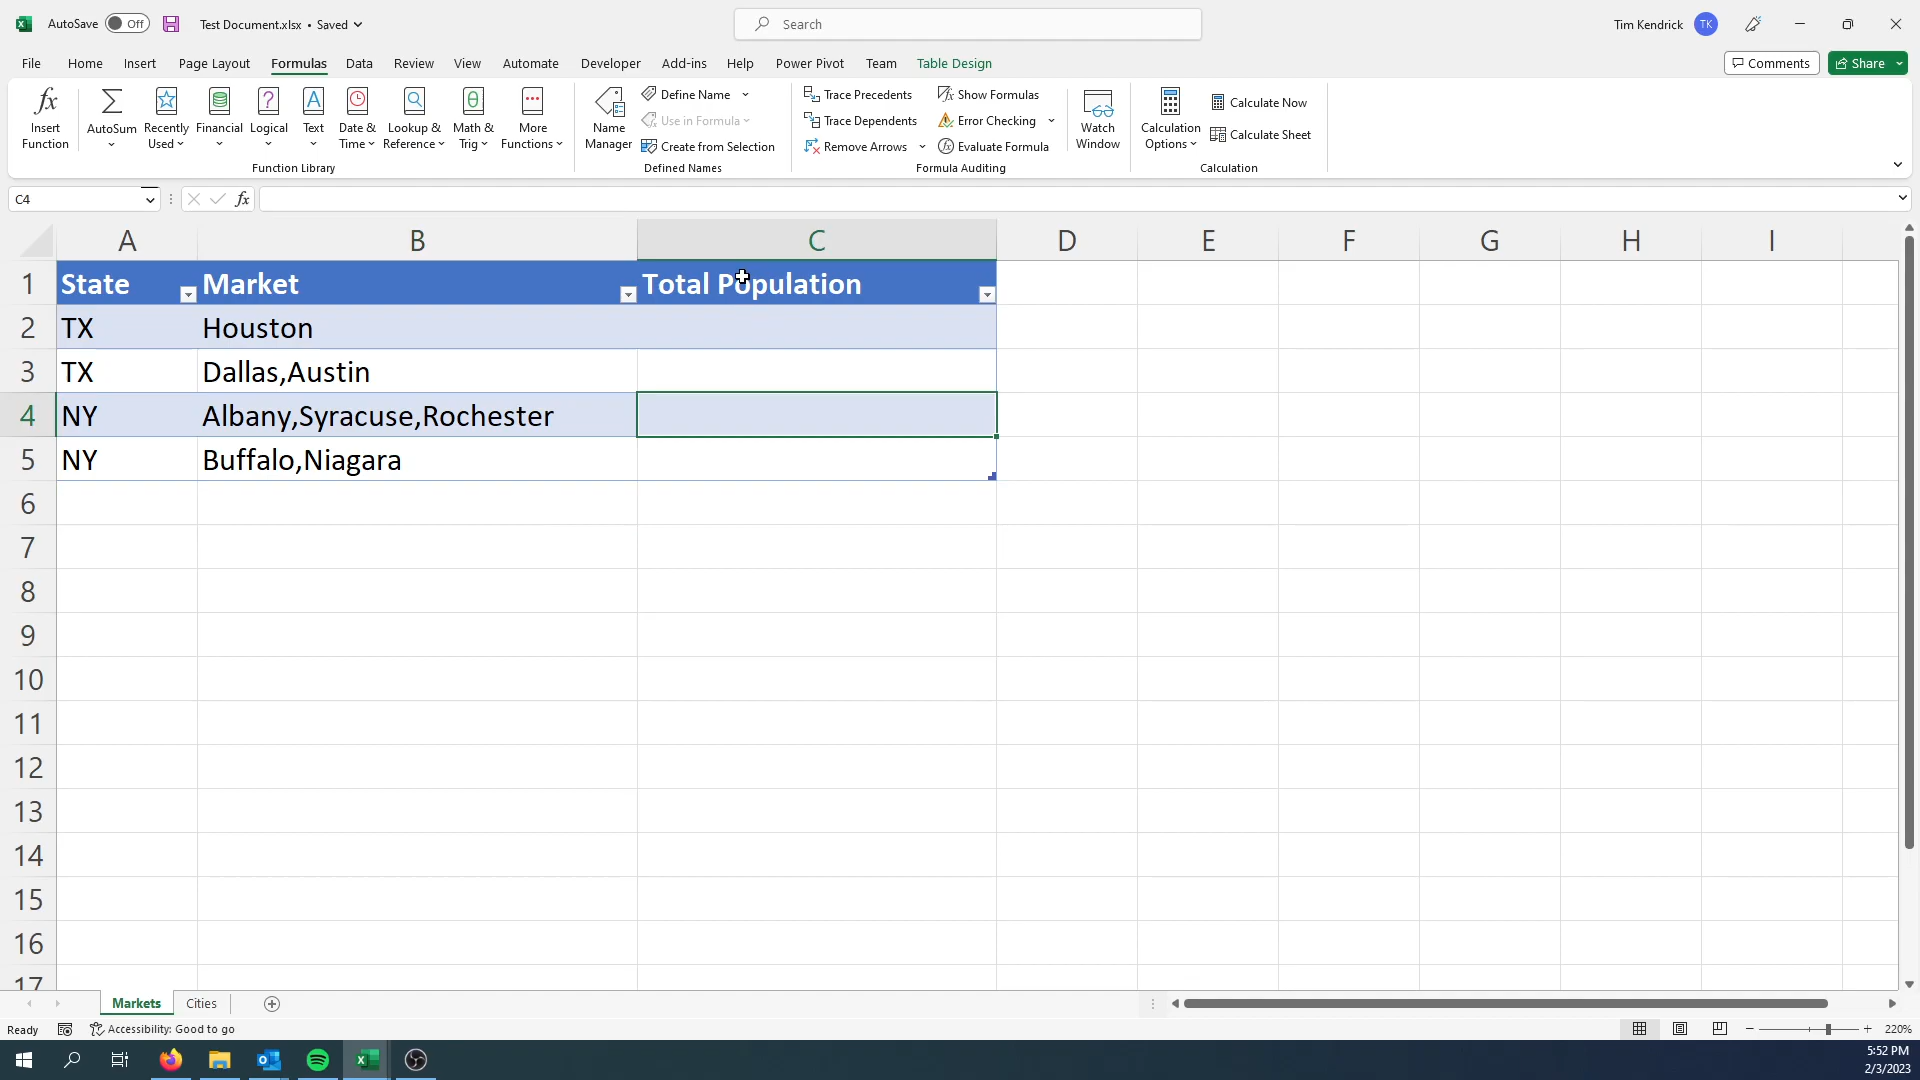 AutoSave Off Test Document.xlsx • Saved Search Tim Kendrick TK
File Home Insert Page Layout Formulas Data Review View Automate Developer Add-ins Help Power Pivot Team Table Design Comments Share
Insert Function
AutoSum
Recently Used
Financial
Logical
Text
Date & Time
Lookup & Reference
Math & Trig
More Functions
Function Library
Name Manager
Define Name
Use in Formula
Create from Selection
Defined Names
Trace Precedents
Trace Dependents
Remove Arrows
Show Formulas
Error Checking
Evaluate Formula
Formula Auditing
Watch Window
Calculation Options
Calculate Now
Calculate Sheet
Calculation
C4 fx
A B C D E F G H I
1 State Market Total Population
2 TX Houston
3 TX Dallas,Austin
4 NY Albany,Syracuse,Rochester
5 NY Buffalo,Niagara
6
7
8
9
10
11
12
13
14
15
16
17
Markets Cities
Ready Accessibility: Good to go 220%
5:52 PM
2/3/2023